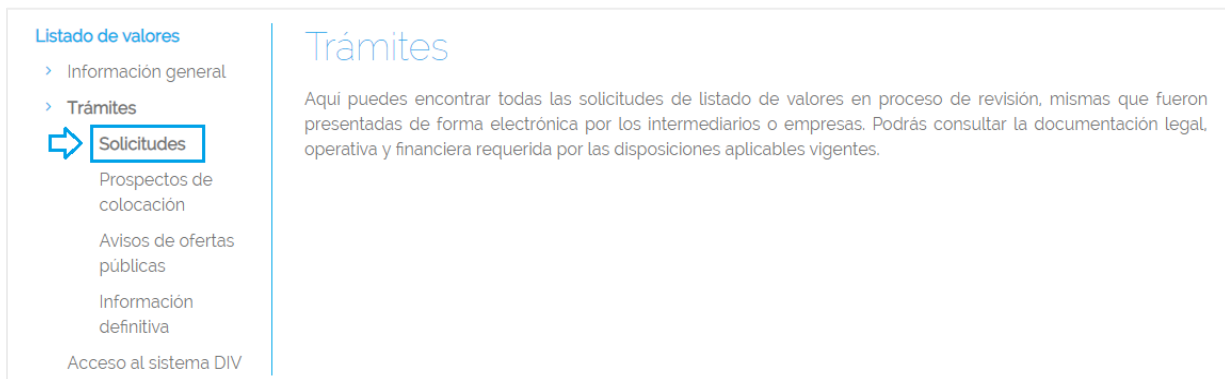 Listado de valores
Información general
Trámites
Solicitudes
Prospectos de
colocación
Avisos de ofertas
públicas
Información
definitiva
Acceso al sistema DIV
Trámites
Aquí puedes encontrar todas las solicitudes de listado de valores en proceso de revisión, mismas que fueron
presentadas de forma electrónica por los intermediarios o empresas. Podrás consultar la documentación legal,
operativa y financiera requerida por las disposiciones aplicables vigentes.